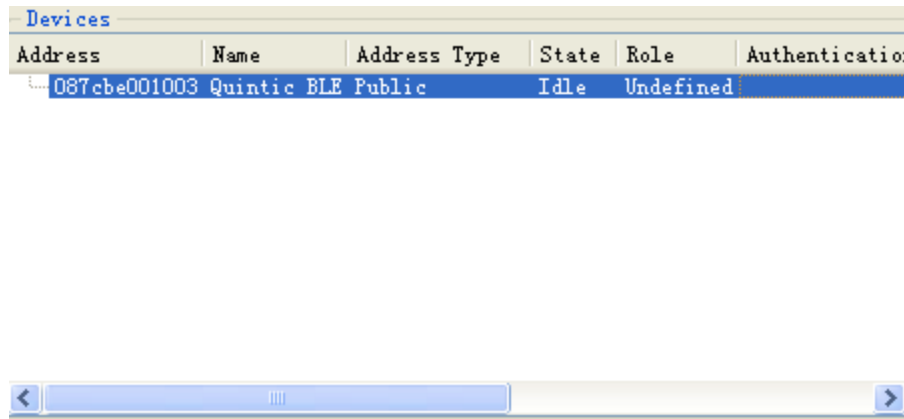 Devices
Address Name Address Type State Role Authenticatio
087cbe001003 Quintic BLE Public Idle Undefined